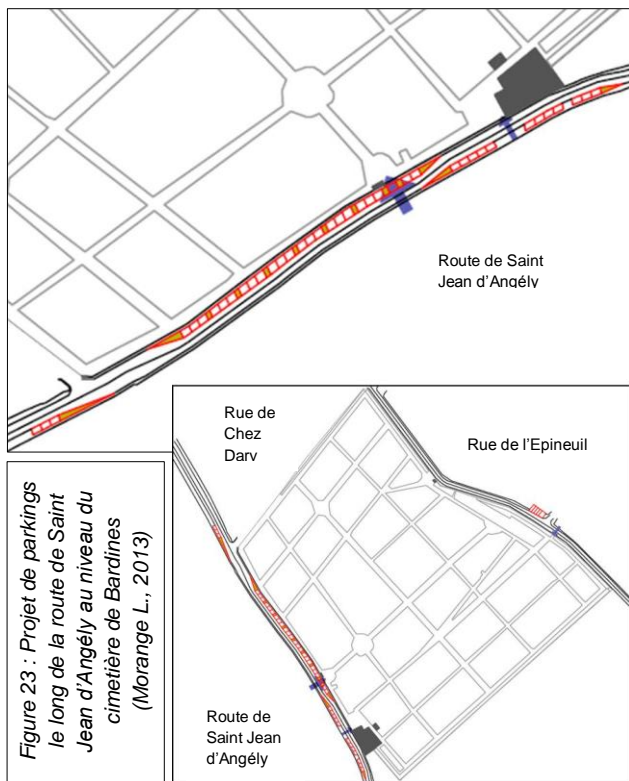 Route de Saint
Jean d'Angély
Rue de
Chez
Dary
Rue de l'Epineuil
Route de
Saint Jean
d'Angély
Figure 23 : Projet de parkings
le long de la route de Saint
Jean d'Angély au niveau du
cimetière de Bardines
(Morange L., 2013)